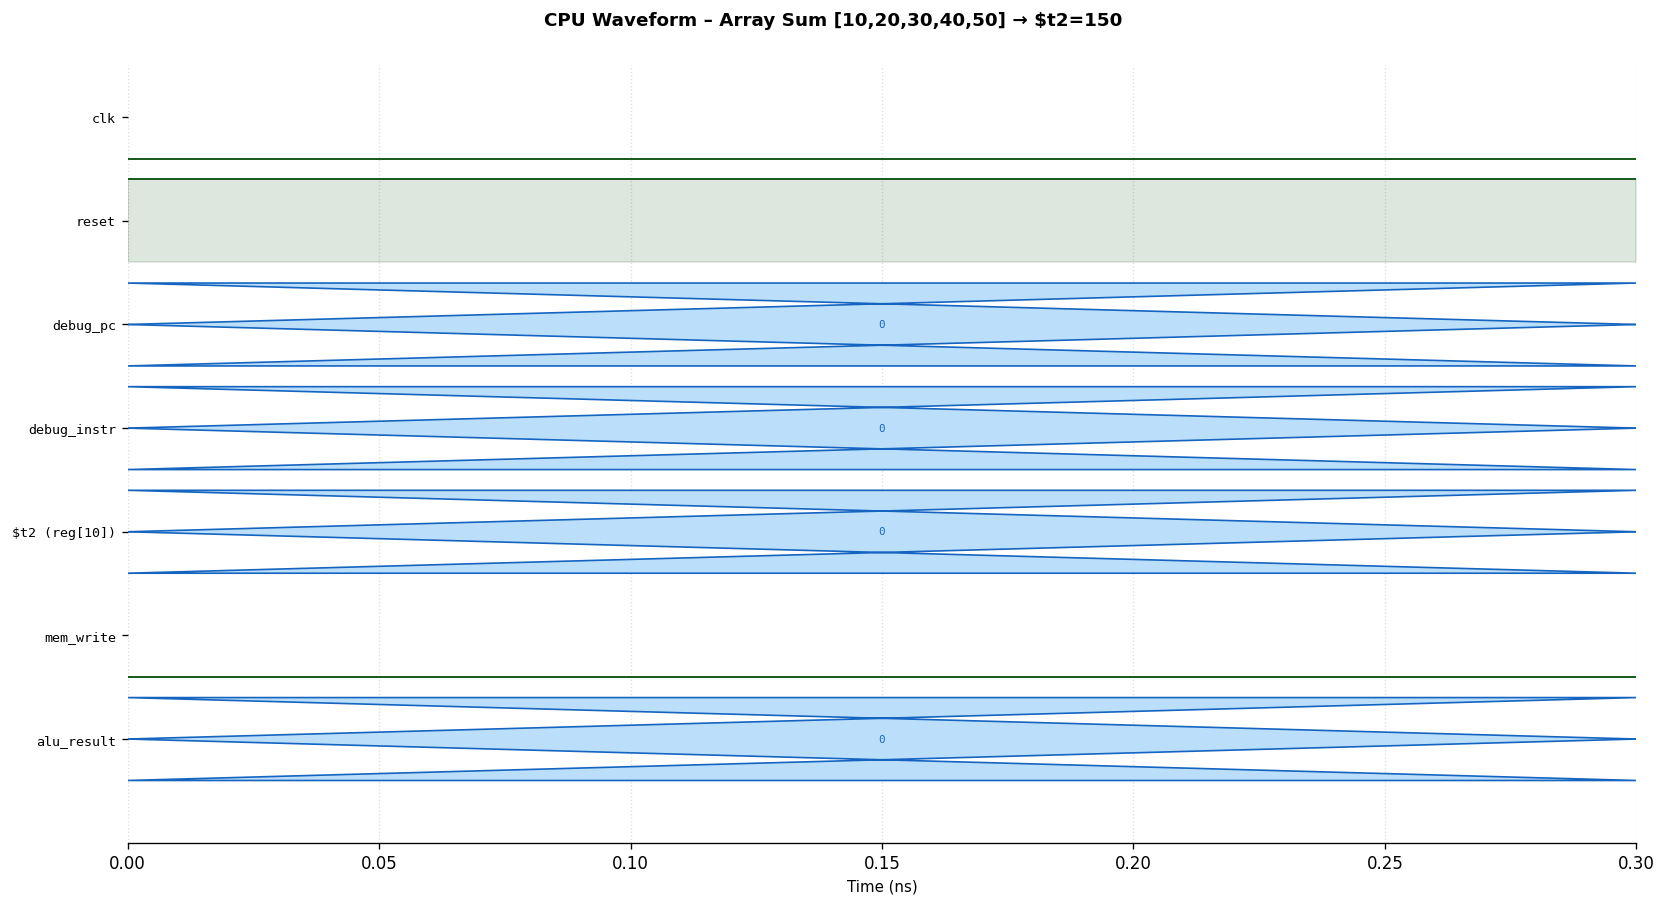 CPU Waveform – Array Sum [10,20,30,40,50] → $t2=150
clk
reset
debug_pc
0
debug_instr
0
$t2 (reg[10])
0
mem_write
alu_result
0
0.00 0.05 0.10 0.15 0.20 0.25 0.30
Time (ns)